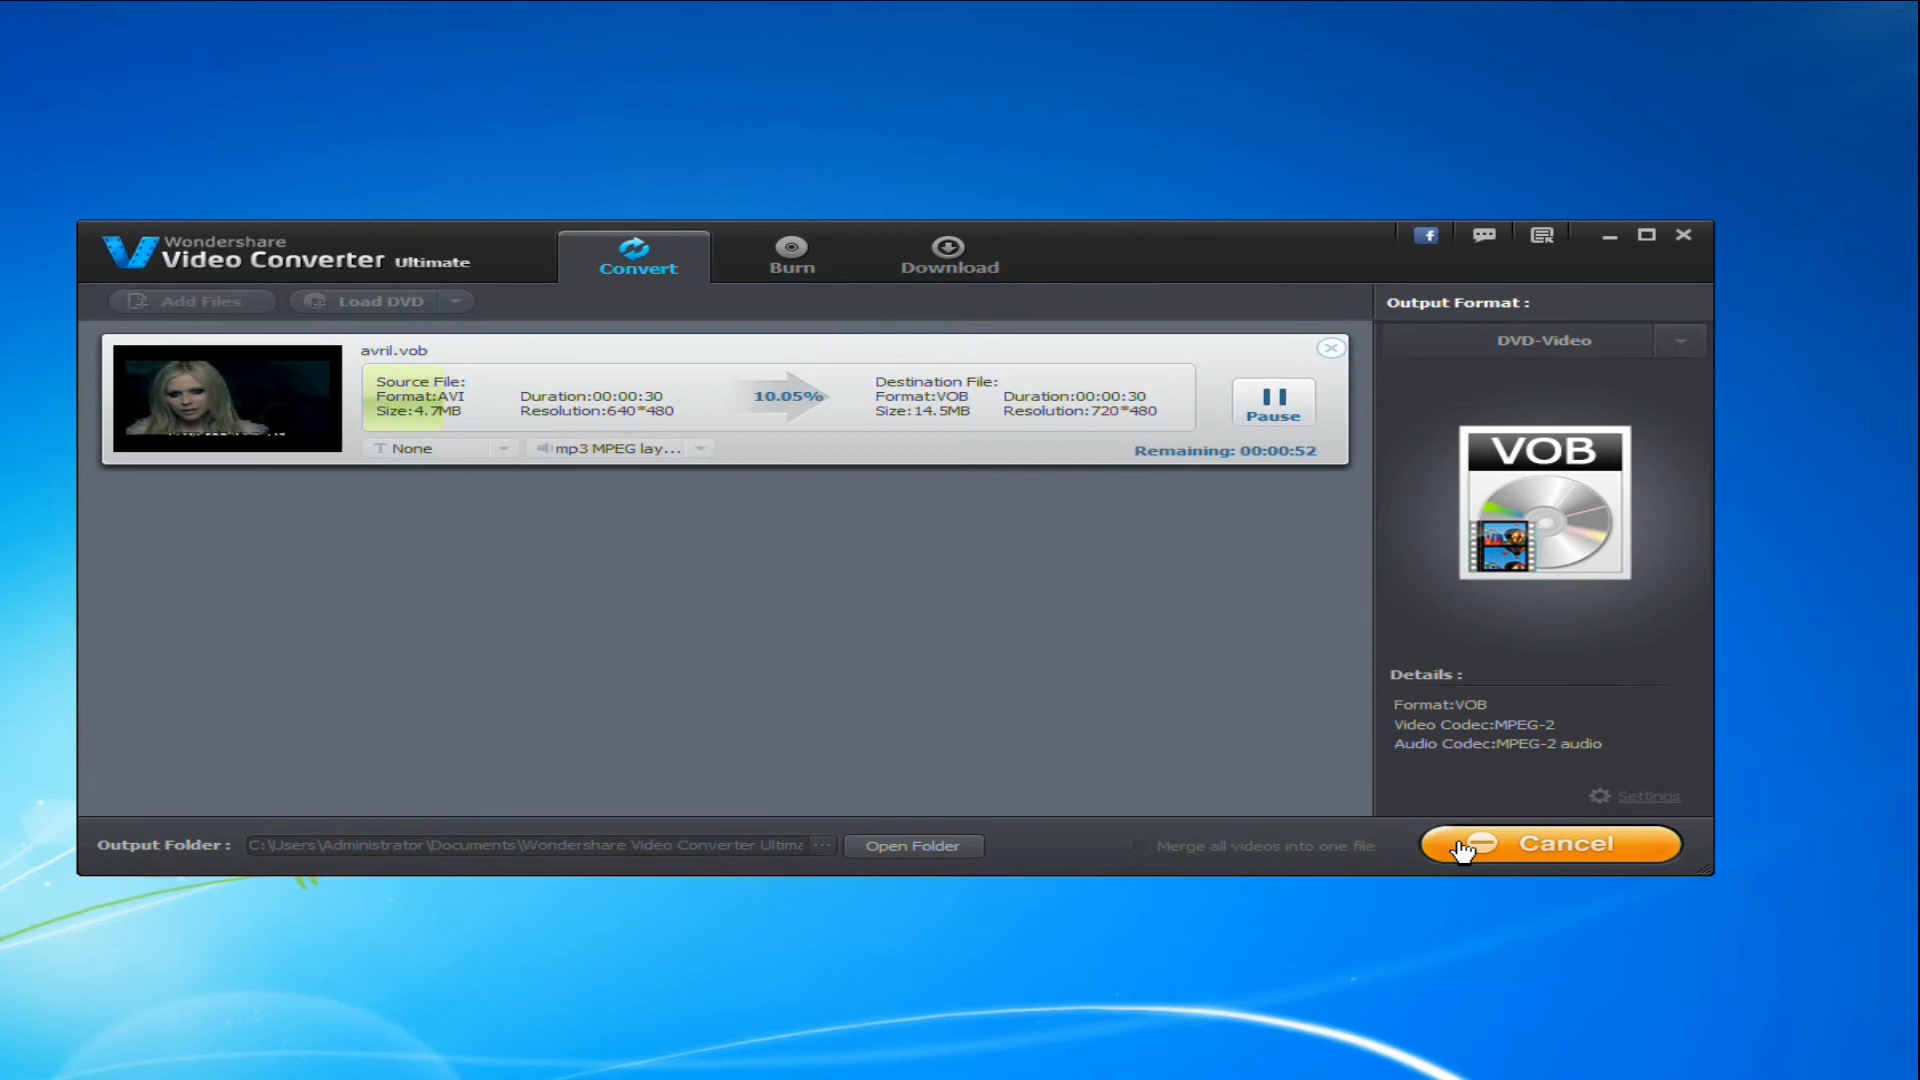 Wondershare
Video Converter Ultimate
Convert
Burn
Download
f
Add Files
Load DVD
Output Format :
DVD-Video
avril.vob
Source File:
Format:AVI
Size:4.7MB
Duration:00:00:30
Resolution:640*480
10.05%
Destination File:
Format:VOB
Size:14.5MB
Duration:00:00:30
Resolution:720*480
Pause
T None
mp3 MPEG lay...
Remaining: 00:00:52
VOB
Details :
Format:VOB
Video Codec:MPEG-2
Audio Codec:MPEG-2 audio
Settings
Output Folder :
C:\Users\Administrator\Documents\Wondershare Video Converter Ultima
...
Open Folder
Merge all videos into one file
Cancel